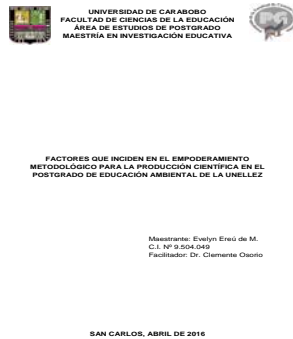 UNIVERSIDAD DE CARABOBO
FACULTAD DE CIENCIAS DE LA EDUCACIÓN
ÁREA DE ESTUDIOS DE POSTGRADO
MAESTRÍA EN INVESTIGACIÓN EDUCATIVA
FACTORES QUE INCIDEN EN EL EMPODERAMIENTO
METODOLÓGICO PARA LA PRODUCCIÓN CIENTÍFICA EN EL
POSTGRADO DE EDUCACIÓN AMBIENTAL DE LA UNELLEZ
Maestrante: Evelyn Ereú de M.
C.I. Nº 9.504.049
Facilitador: Dr. Clemente Osorio
SAN CARLOS, ABRIL DE 2016